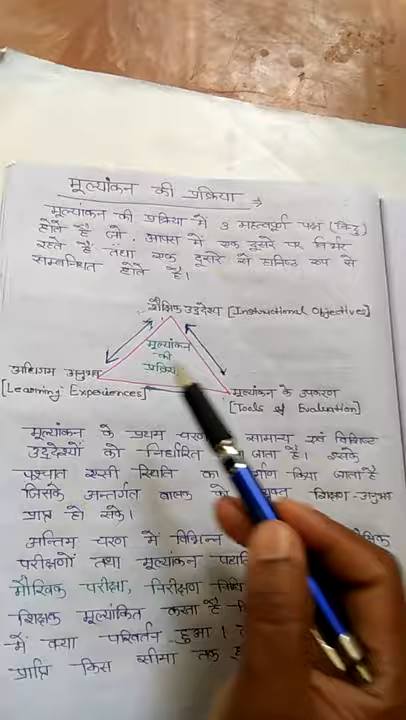 मूल्यांकन की प्रक्रिया
मूल्यांकन की प्रक्रिया में 3 महत्वपूर्ण पक्ष (बिन्दु)
होते हैं जो आपस में एक दूसरे पर निर्भर
रहते हैं तथा एक दूसरे से घनिष्ठ रूप से
सम्बन्धित होते हैं।
शैक्षिक उद्देश्य [Instructional Objectives]
मूल्यांकन
की
प्रक्रिया
अधिगम अनुभव
[Learning Experiences]
मूल्यांकन के उपकरण
[Tools of Evaluation]
मूल्यांकन के प्रथम चरण सामान्य एवं विशिष्ट
उद्देश्यों को निर्धारित जाता है। इसके
पश्चात ऐसी स्थिति का किया जाता है
जिसके अन्तर्गत बालक को शिक्षण-अनुभव
प्राप्त हो सके।
अन्तिम चरण में विभिन्न
परीक्षणों तथा मूल्यांकन
मौखिक परीक्षा, निरीक्षण
शिक्षक मूल्यांकित करता है
में क्या परिवर्तन हुआ।
प्राप्ति किस सीमा तक